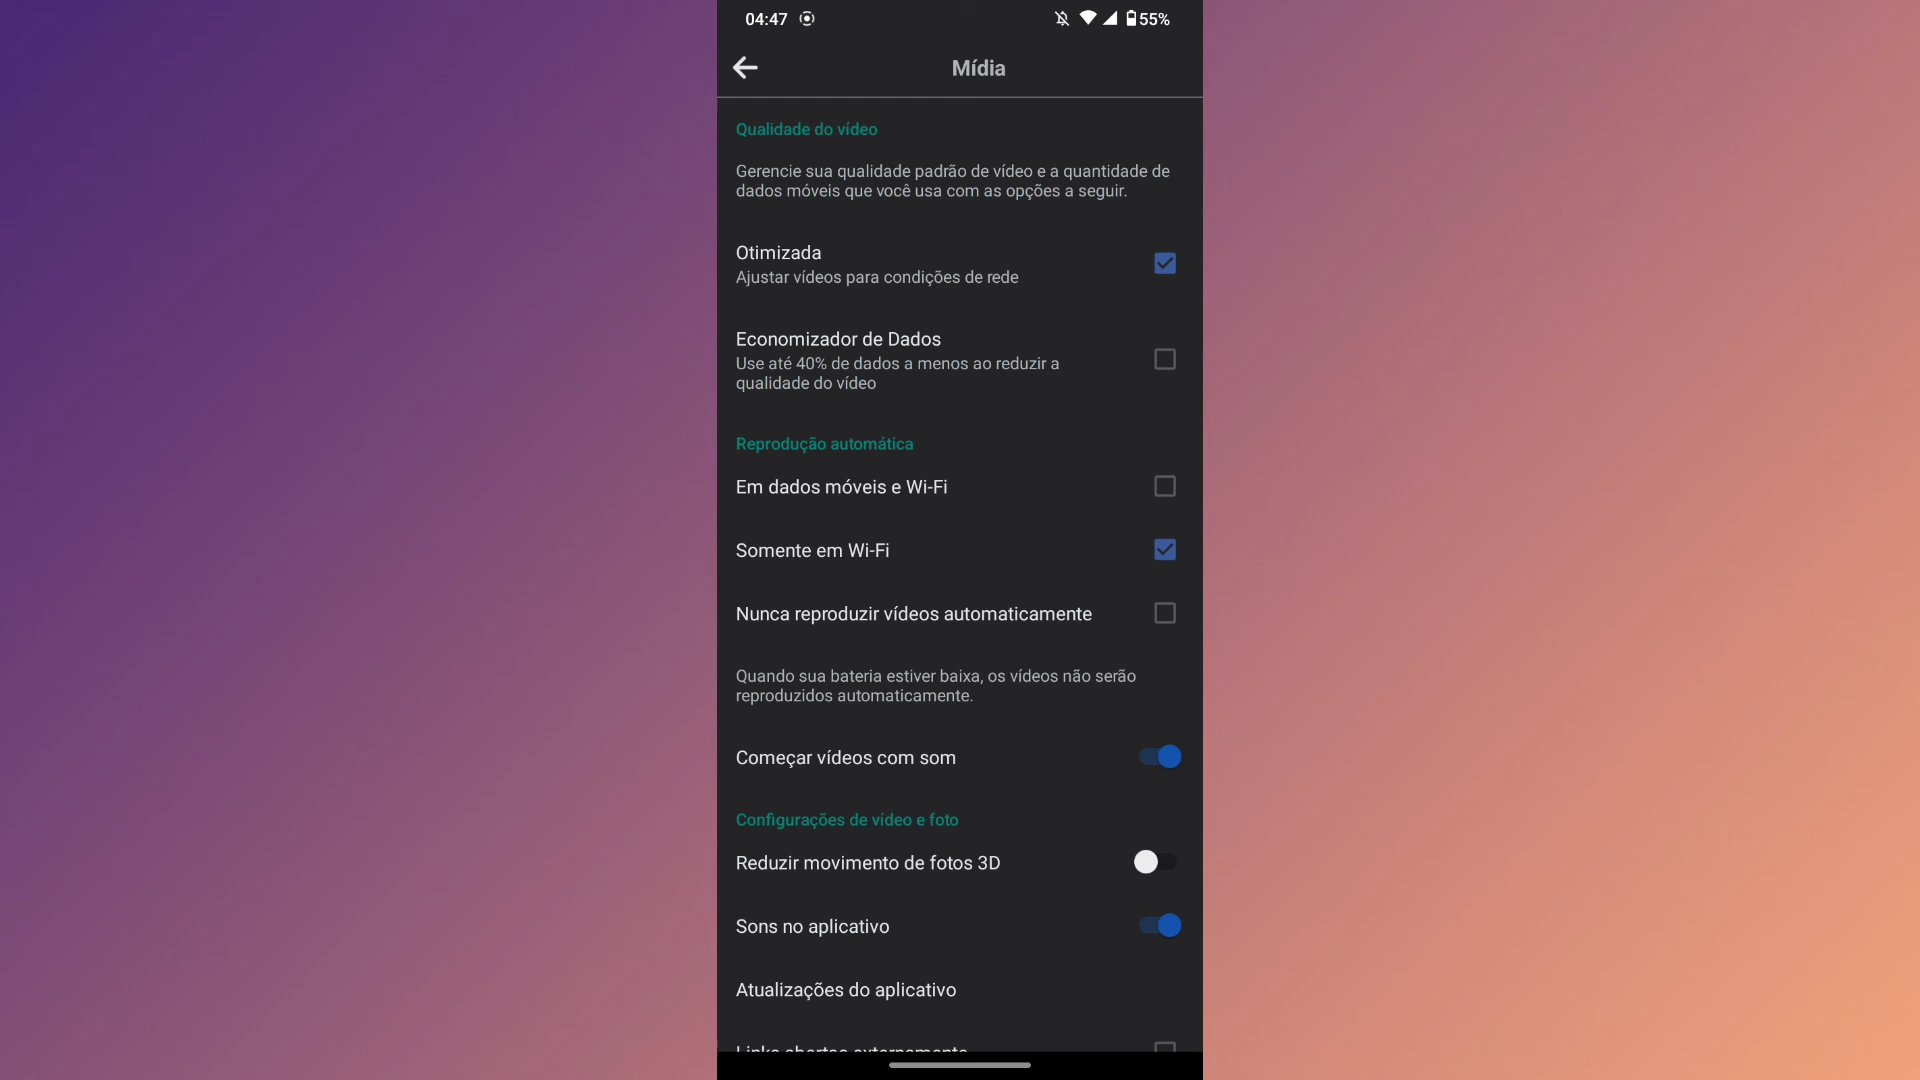 04:47 55%
Mídia
Qualidade do vídeo
Gerencie sua qualidade padrão de vídeo e a quantidade de
dados móveis que você usa com as opções a seguir.
Otimizada
Ajustar vídeos para condições de rede
Economizador de Dados
Use até 40% de dados a menos ao reduzir a
qualidade do vídeo
Reprodução automática
Em dados móveis e Wi-Fi
Somente em Wi-Fi
Nunca reproduzir vídeos automaticamente
Quando sua bateria estiver baixa, os vídeos não serão
reproduzidos automaticamente.
Começar vídeos com som
Configurações de vídeo e foto
Reduzir movimento de fotos 3D
Sons no aplicativo
Atualizações do aplicativo
Links abertos externamente